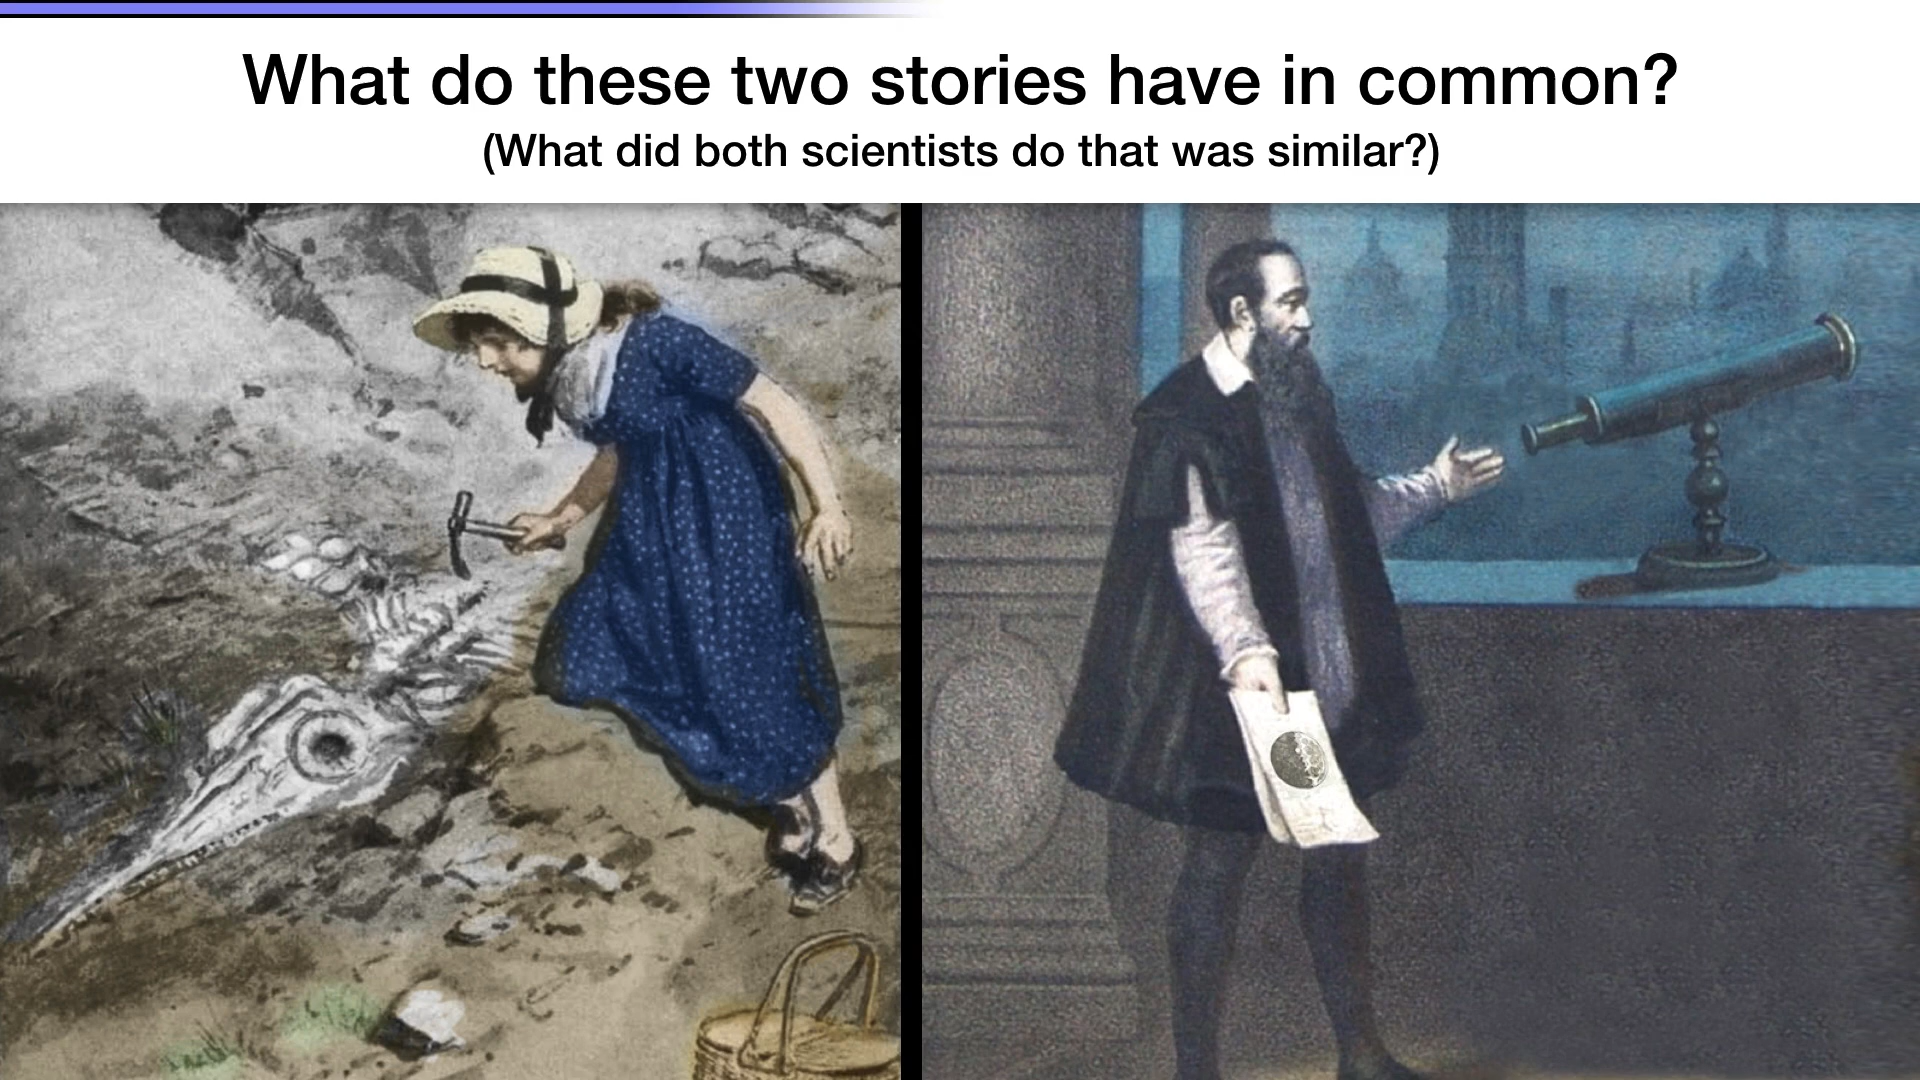 What do these two stories have in common?
(What did both scientists do that was similar?)